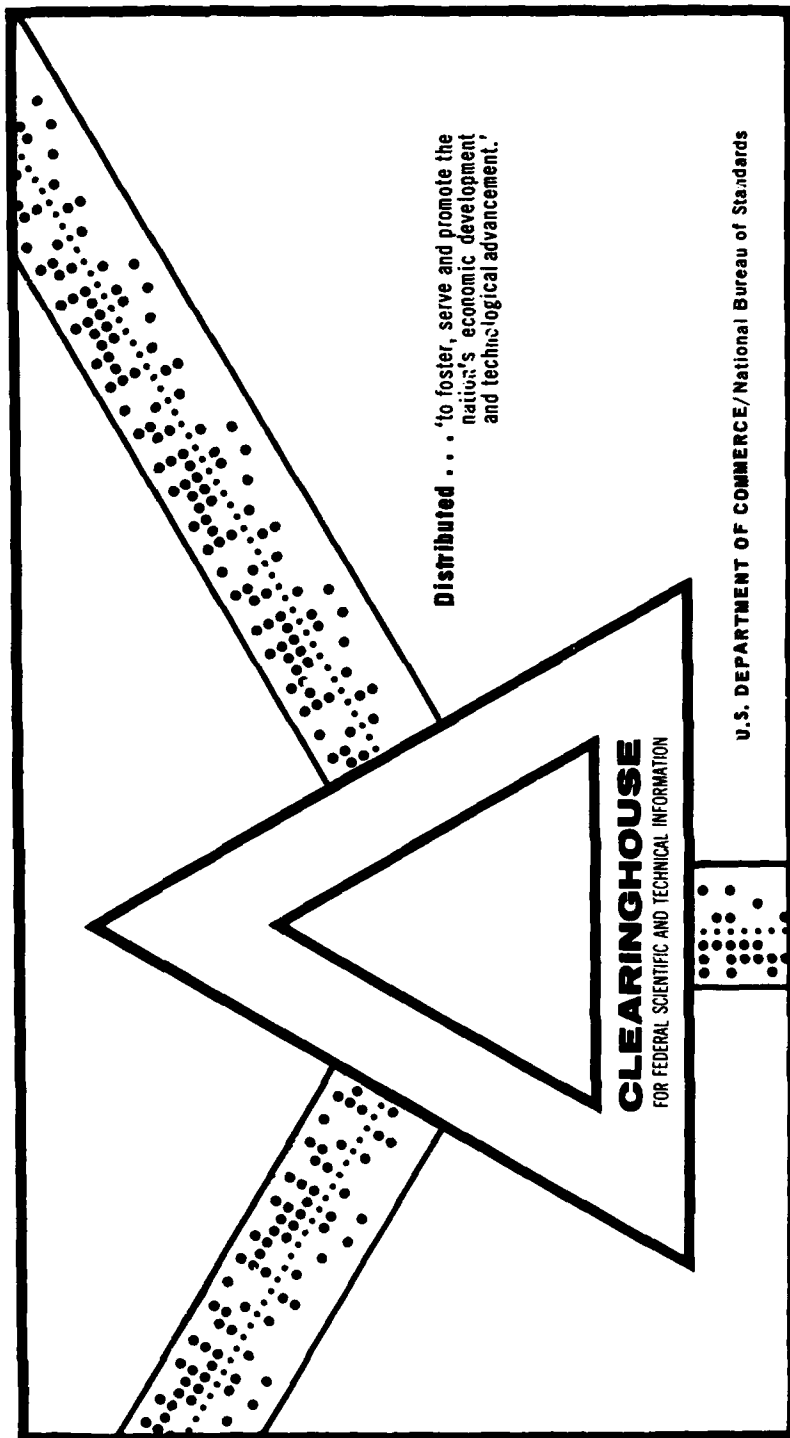 Distributed . . . 'to foster, serve and promote the
nation's economic development
and technological advancement.'
CLEARINGHOUSE
FOR FEDERAL SCIENTIFIC AND TECHNICAL INFORMATION
U.S. DEPARTMENT OF COMMERCE/National Bureau of Standards